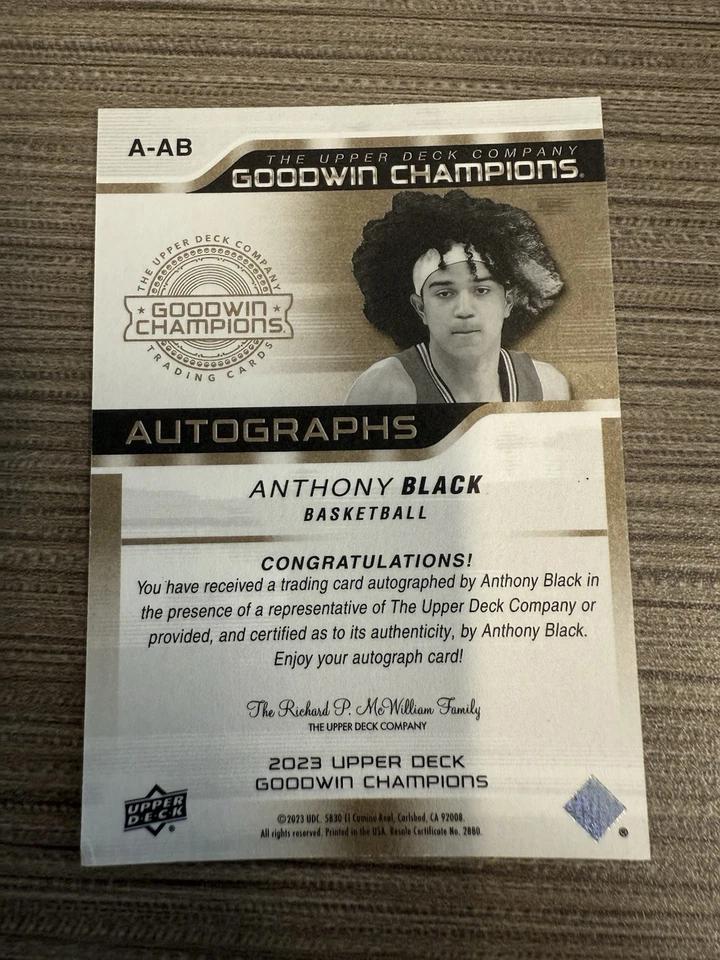 A-AB
THE UPPER DECK COMPANY
GOODWIN CHAMPIONS®
THE UPPER DECK COMPANY
★ GOODWIN ★
CHAMPIONS
TRADING CARDS
AUTOGRAPHS
ANTHONY BLACK
BASKETBALL
CONGRATULATIONS!
You have received a trading card autographed by Anthony Black in
the presence of a representative of The Upper Deck Company or
provided, and certified as to its authenticity, by Anthony Black.
Enjoy your autograph card!
The Richard P. McWilliam Family
THE UPPER DECK COMPANY
2023 UPPER DECK
GOODWIN CHAMPIONS
UPPER
D·E·C·K®
©2023 UDC. 5830 El Camino Real, Carlsbad, CA 92008.
All rights reserved. Printed in the USA. Resale Certificate No. 2880.
®